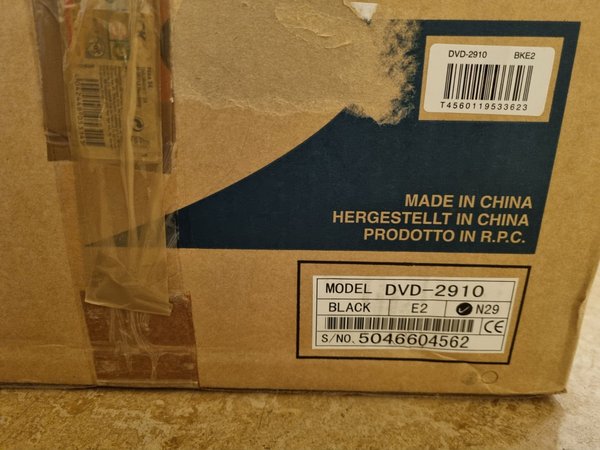 DVD-2910 BKE2
T4560119533623
MADE IN CHINA
HERGESTELLT IN CHINA
PRODOTTO IN R.P.C.
MODEL DVD-2910
BLACK E2 N29
CE
S/NO. 5046604562